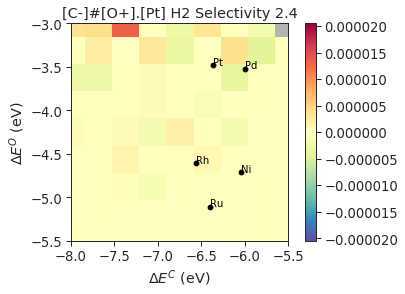 [C-]#[O+].[Pt] H2 Selectivity 2.4
−3.0
−3.5
−4.0
−4.5
−5.0
−5.5
ΔE^O (eV)
Pt
Pd
Rh
Ni
Ru
−8.0 −7.5 −7.0 −6.5 −6.0 −5.5
ΔE^C (eV)
0.000020
0.000015
0.000010
0.000005
0.000000
−0.000005
−0.000010
−0.000015
−0.000020